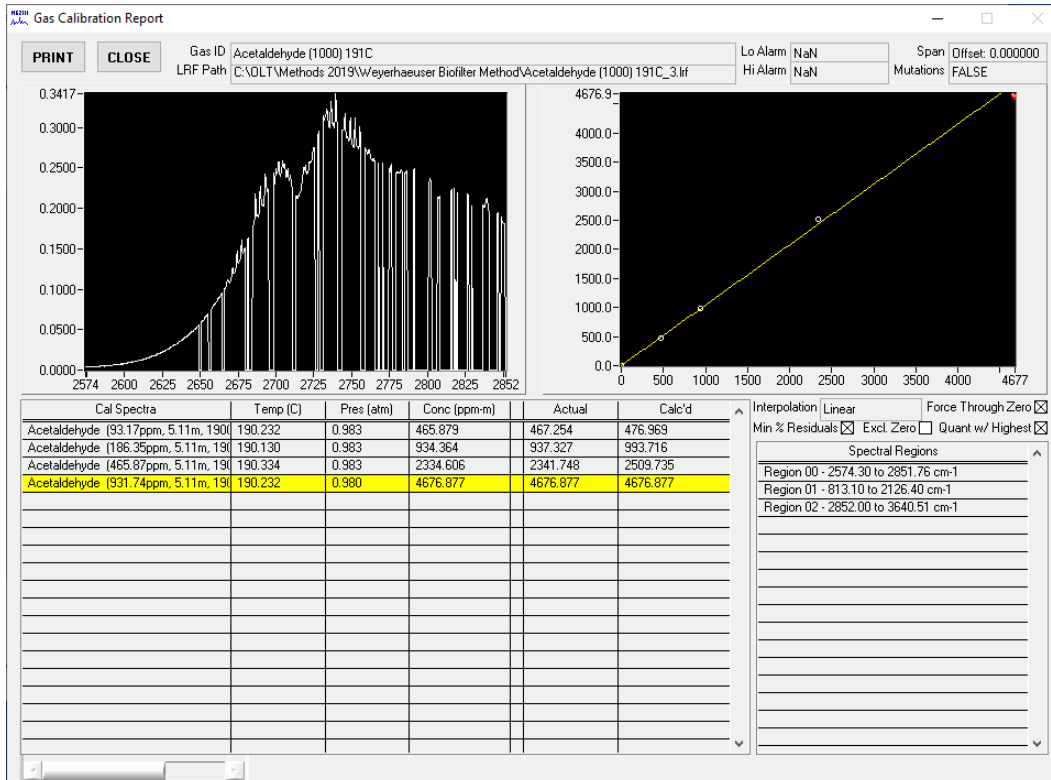 Gas Calibration Report
PRINT CLOSE Gas ID Acetaldehyde (1000) 191C Lo Alarm NaN Span Offset: 0.000000
LRF Path C:\OLT\Methods 2019\Weyerhaeuser Biofilter Method\Acetaldehyde (1000) 191C_3.lrf Hi Alarm NaN Mutations FALSE
0.3417
0.3000
0.2500
0.2000
0.1500
0.1000
0.0500
0.0000
2574 2600 2625 2650 2675 2700 2725 2750 2775 2800 2825 2852
4676.9
4000.0
3500.0
3000.0
2500.0
2000.0
1500.0
1000.0
500.0
0.0
0 500 1000 1500 2000 2500 3000 3500 4000 4677
Cal Spectra Temp (C) Pres (atm) Conc (ppm-m) Actual Calc'd
Acetaldehyde (93.17ppm, 5.11m, 190( 190.232 0.983 465.879 467.254 476.969
Acetaldehyde (186.35ppm, 5.11m, 19( 190.130 0.983 934.364 937.327 993.716
Acetaldehyde (465.87ppm, 5.11m, 19( 190.334 0.983 2334.606 2341.748 2509.735
Acetaldehyde (931.74ppm, 5.11m, 19( 190.232 0.980 4676.877 4676.877 4676.877
Interpolation Linear Force Through Zero
Min % Residuals Excl. Zero Quant w/ Highest
Spectral Regions
Region 00 - 2574.30 to 2851.76 cm-1
Region 01 - 813.10 to 2126.40 cm-1
Region 02 - 2852.00 to 3640.51 cm-1